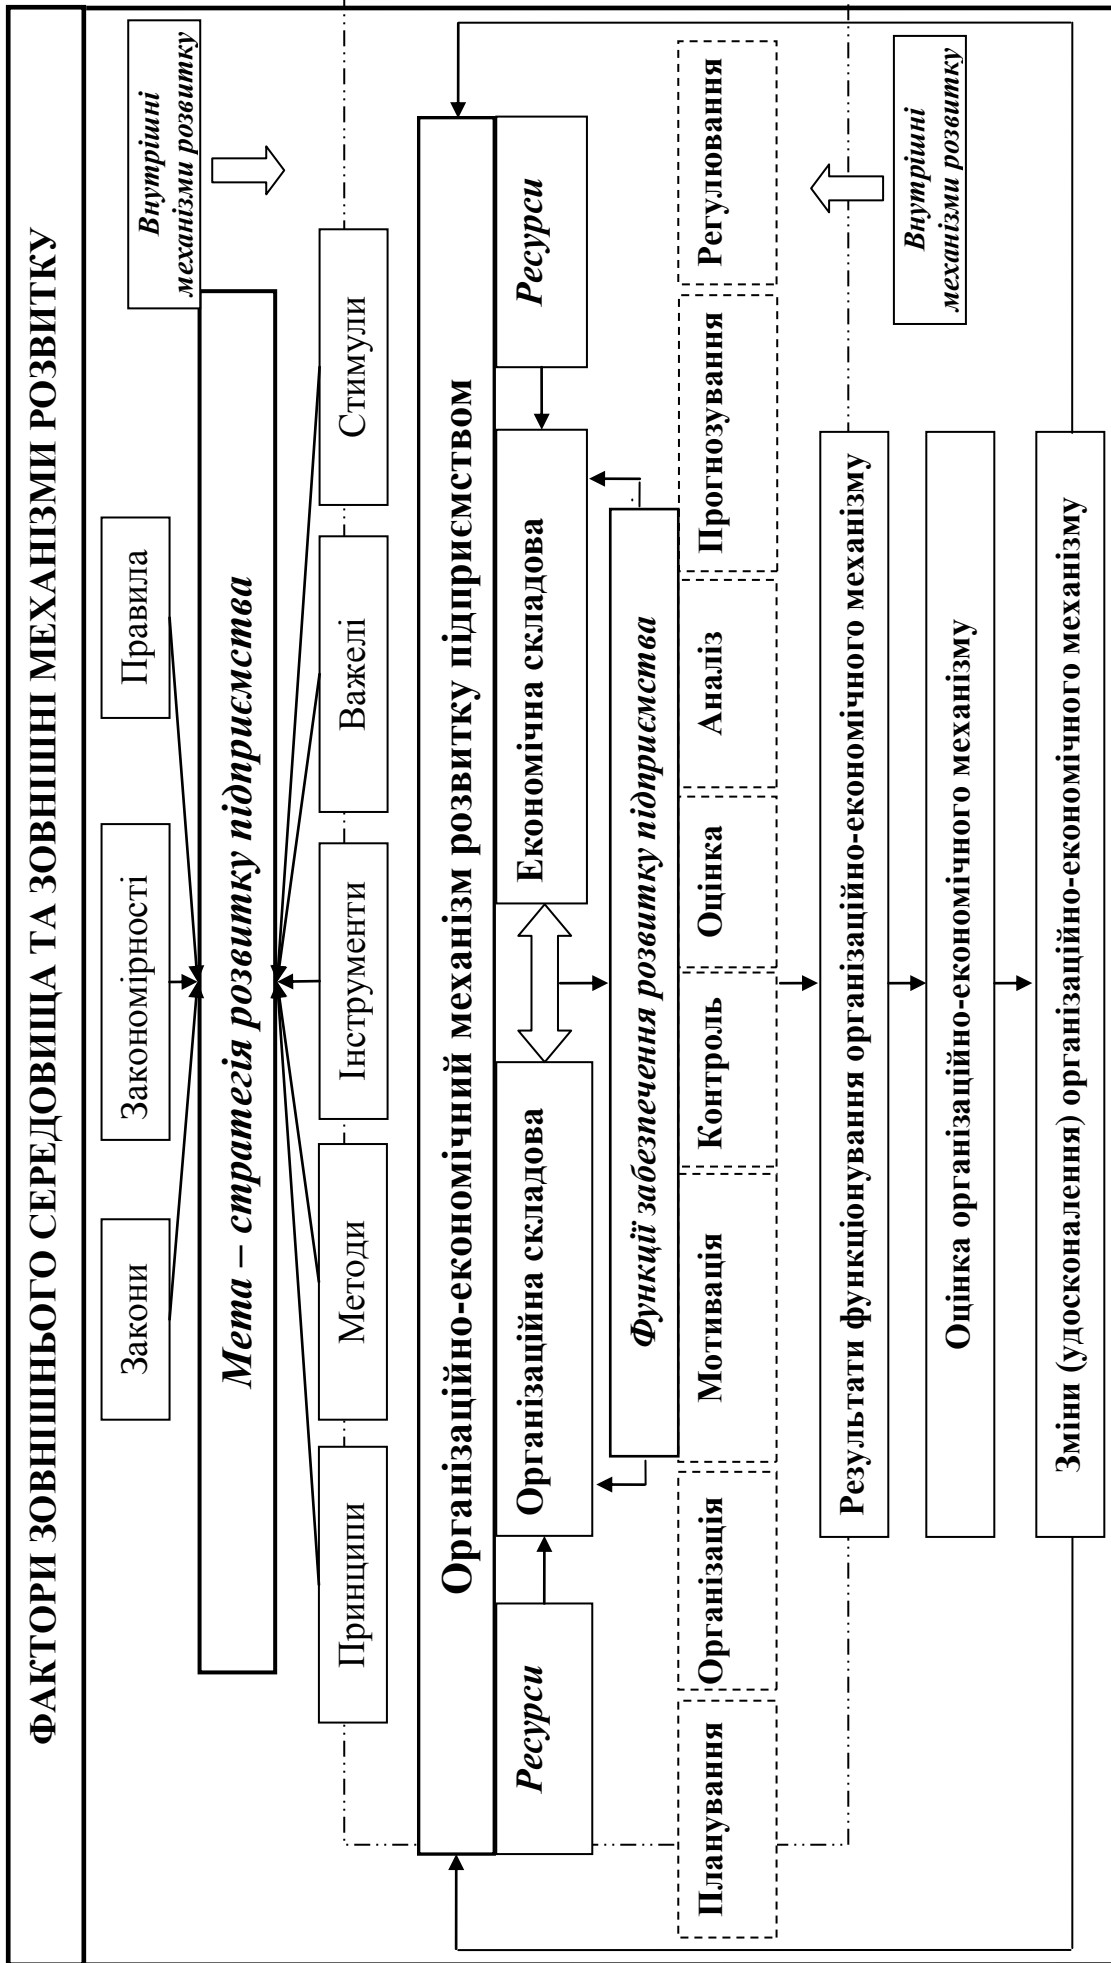 ФАКТОРИ ЗОВНІШНЬОГО СЕРЕДОВИЩА ТА ЗОВНІШНІ МЕХАНІЗМИ РОЗВИТКУ
Внутрішні
механізми розвитку
Закони
Закономірності
Правила
Мета – стратегія розвитку підприємства
Принципи
Методи
Інструменти
Важелі
Стимули
Організаційно-економічний механізм розвитку підприємством
Ресурси
Організаційна складова
Економічна складова
Ресурси
Функції забезпечення розвитку підприємства
Планування
Організація
Мотивація
Контроль
Оцінка
Аналіз
Прогнозування
Регулювання
Результати функціонування організаційно-економічного механізму
Внутрішні
механізми розвитку
Оцінка організаційно-економічного механізму
Зміни (удосконалення) організаційно-економічного механізму